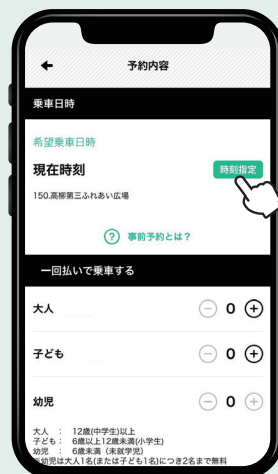 予約内容
乗車日時
希望乗車日時
現在時刻
時刻指定
150.高柳第三ふれあい広場
? 事前予約とは?
一回払いで乗車する
大人
0
子ども
0
幼児
0
大人 : 12歳(中学生)以上
子ども : 6歳以上12歳未満(小学生)
幼児 : 6歳未満(未就学児)
※幼児は大人1名(または子ども1名)につき2名まで無料